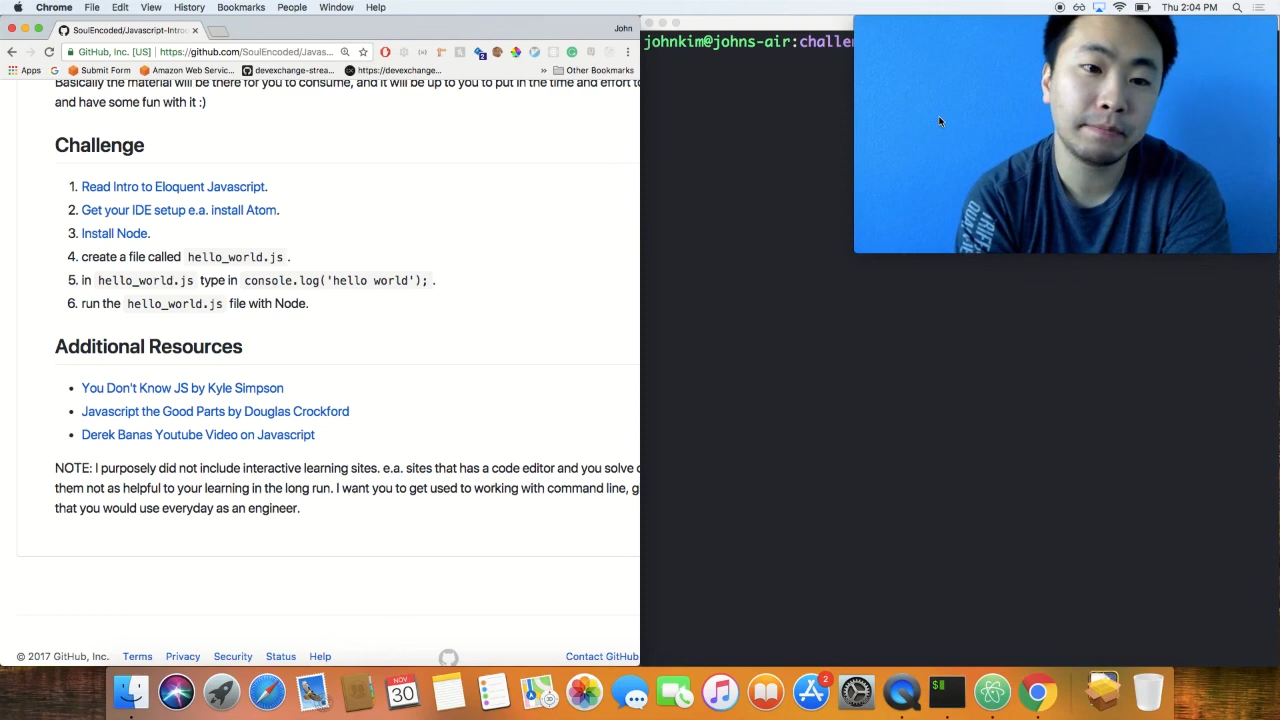 Chrome File Edit View History Bookmarks People Window Help Thu 2:04 PM
SoulEncoded/Javascript-Intro John
GitHub, Inc. [US] https://github.com/SoulEncoded/Javas...
Apps Submit Form Amazon Web Servic... devexchange-strea... https://devexchange... » Other Bookmarks
johnkim@johns-air:challe
Basically the material will be there for you to consume, and it will be up to you to put in the time and effort to
and have some fun with it :)
Challenge
1. Read Intro to Eloquent Javascript.
2. Get your IDE setup e.a. install Atom.
3. Install Node.
4. create a file called hello_world.js .
5. in hello_world.js type in console.log('hello world'); .
6. run the hello_world.js file with Node.
Additional Resources
• You Don't Know JS by Kyle Simpson
• Javascript the Good Parts by Douglas Crockford
• Derek Banas Youtube Video on Javascript
NOTE: I purposely did not include interactive learning sites. e.a. sites that has a code editor and you solve
them not as helpful to your learning in the long run. I want you to get used to working with command line,
that you would use everyday as an engineer.
© 2017 GitHub, Inc. Terms Privacy Security Status Help Contact GitHub
NOV
30
2